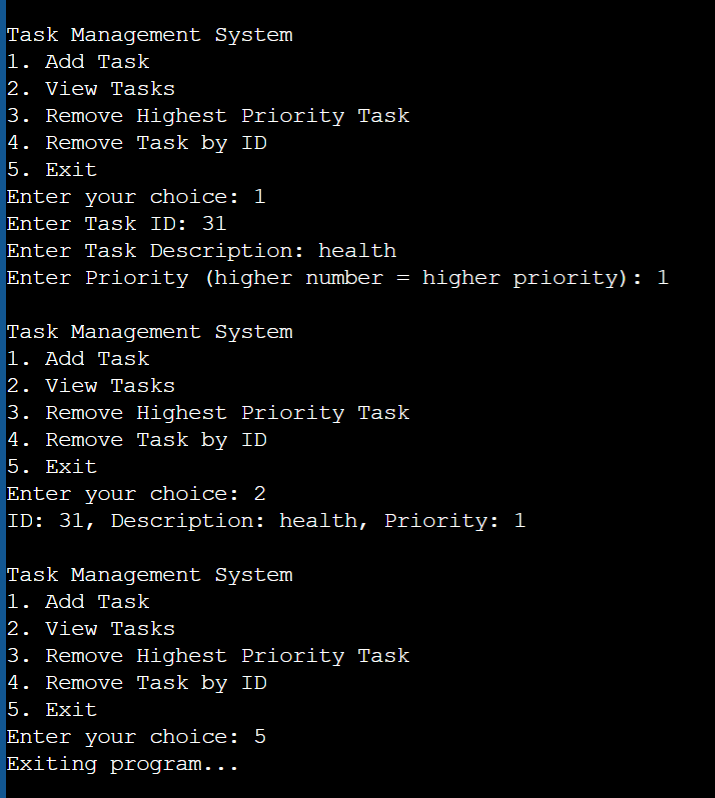 Task Management System
1. Add Task
2. View Tasks
3. Remove Highest Priority Task
4. Remove Task by ID
5. Exit
Enter your choice: 1
Enter Task ID: 31
Enter Task Description: health
Enter Priority (higher number = higher priority): 1
Task Management System
1. Add Task
2. View Tasks
3. Remove Highest Priority Task
4. Remove Task by ID
5. Exit
Enter your choice: 2
ID: 31, Description: health, Priority: 1
Task Management System
1. Add Task
2. View Tasks
3. Remove Highest Priority Task
4. Remove Task by ID
5. Exit
Enter your choice: 5
Exiting program...